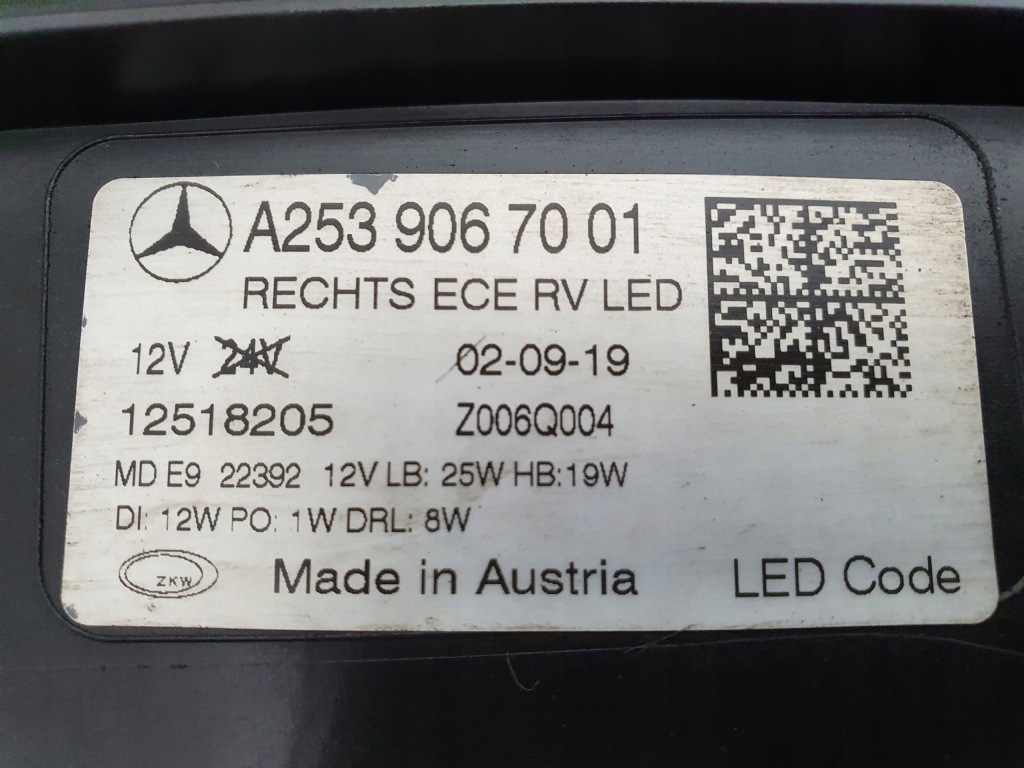 A253 906 70 01
RECHTS ECE RV LED
12V 24V 02-09-19
12518205 Z006Q004
MD E9 22392 12V LB: 25W HB:19W
DI: 12W PO: 1W DRL: 8W
ZKW Made in Austria LED Code